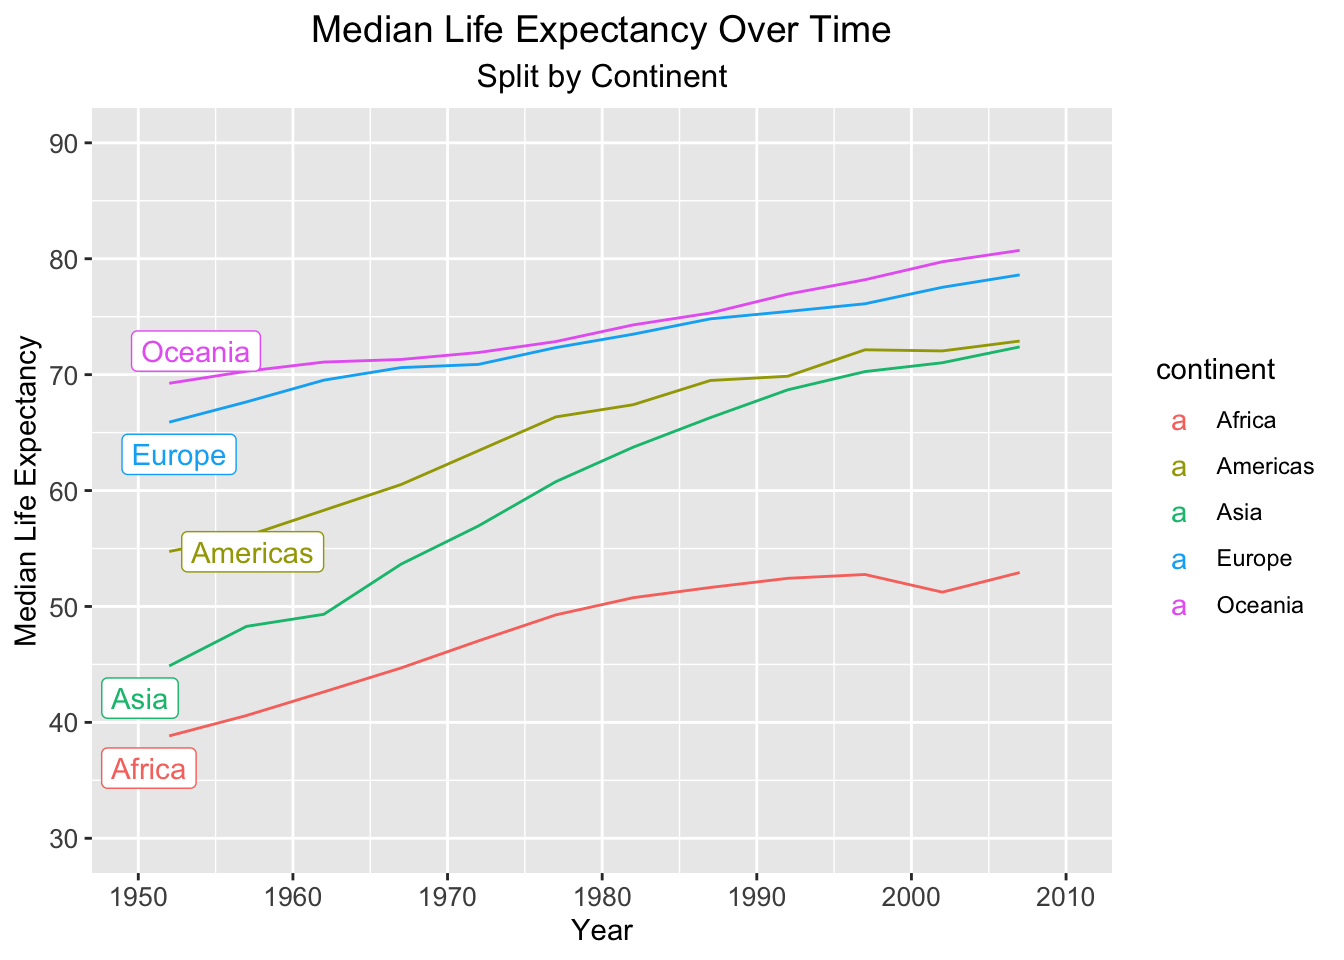 Median Life Expectancy Over Time
Split by Continent
Median Life Expectancy
90
80
70
60
50
40
30
Oceania
Europe
Americas
Asia
Africa
1950 1960 1970 1980 1990 2000 2010
Year
continent
a Africa
a Americas
a Asia
a Europe
a Oceania